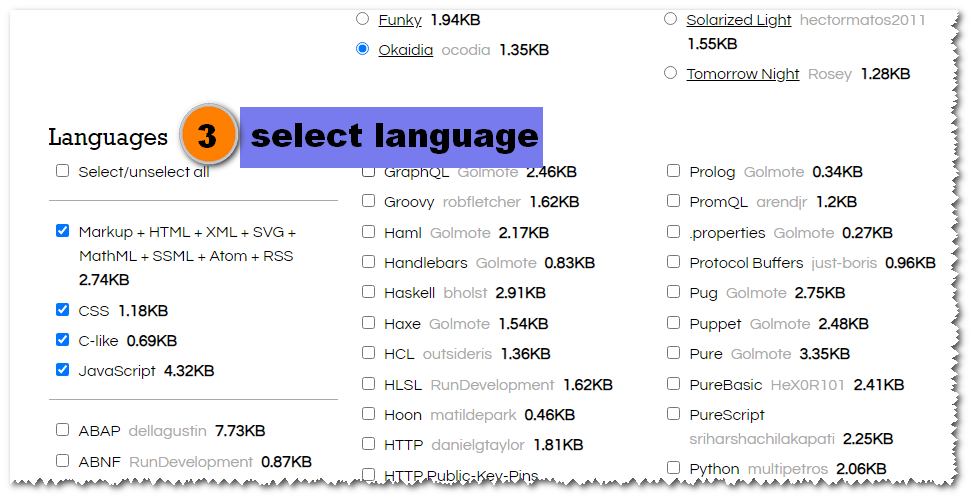 Funky 1.94KB
Okaidia ocodia 1.35KB
Solarized Light hectormatos2011
1.55KB
Tomorrow Night Rosey 1.28KB
Languages 3 select language
Select/unselect all
Markup + HTML + XML + SVG +
MathML + SSML + Atom + RSS
2.74KB
CSS 1.18KB
C-like 0.69KB
JavaScript 4.32KB
ABAP dellagustin 7.73KB
ABNF RunDevelopment 0.87KB
GraphQL Golmote 2.46KB
Groovy robfletcher 1.62KB
Haml Golmote 2.17KB
Handlebars Golmote 0.83KB
Haskell bholst 2.91KB
Haxe Golmote 1.54KB
HCL outsideris 1.36KB
HLSL RunDevelopment 1.62KB
Hoon matildepark 0.46KB
HTTP danielgtaylor 1.81KB
HTTP Public-Key-Pins
Prolog Golmote 0.34KB
PromQL arendjr 1.2KB
.properties Golmote 0.27KB
Protocol Buffers just-boris 0.96KB
Pug Golmote 2.75KB
Puppet Golmote 2.48KB
Pure Golmote 3.35KB
PureBasic HeX0R101 2.41KB
PureScript
sriharshachilakapati 2.25KB
Python multipetros 2.06KB